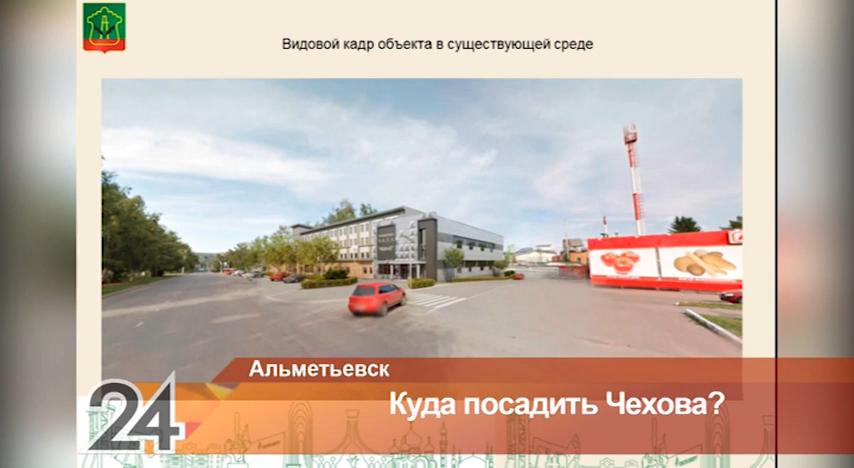 Видовой кадр объекта в существующей среде
Альметьевск
Куда посадить Чехова?
24